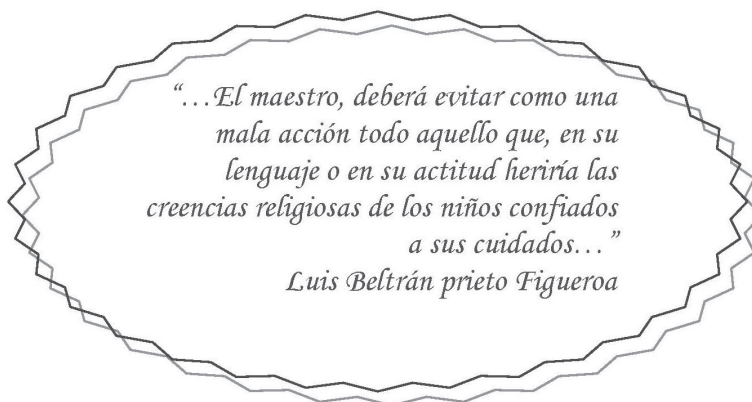 “…El maestro, deberá evitar como una
mala acción todo aquello que, en su
lenguaje o en su actitud heriría las
creencias religiosas de los niños confiados
a sus cuidados…”
Luis Beltrán prieto Figueroa